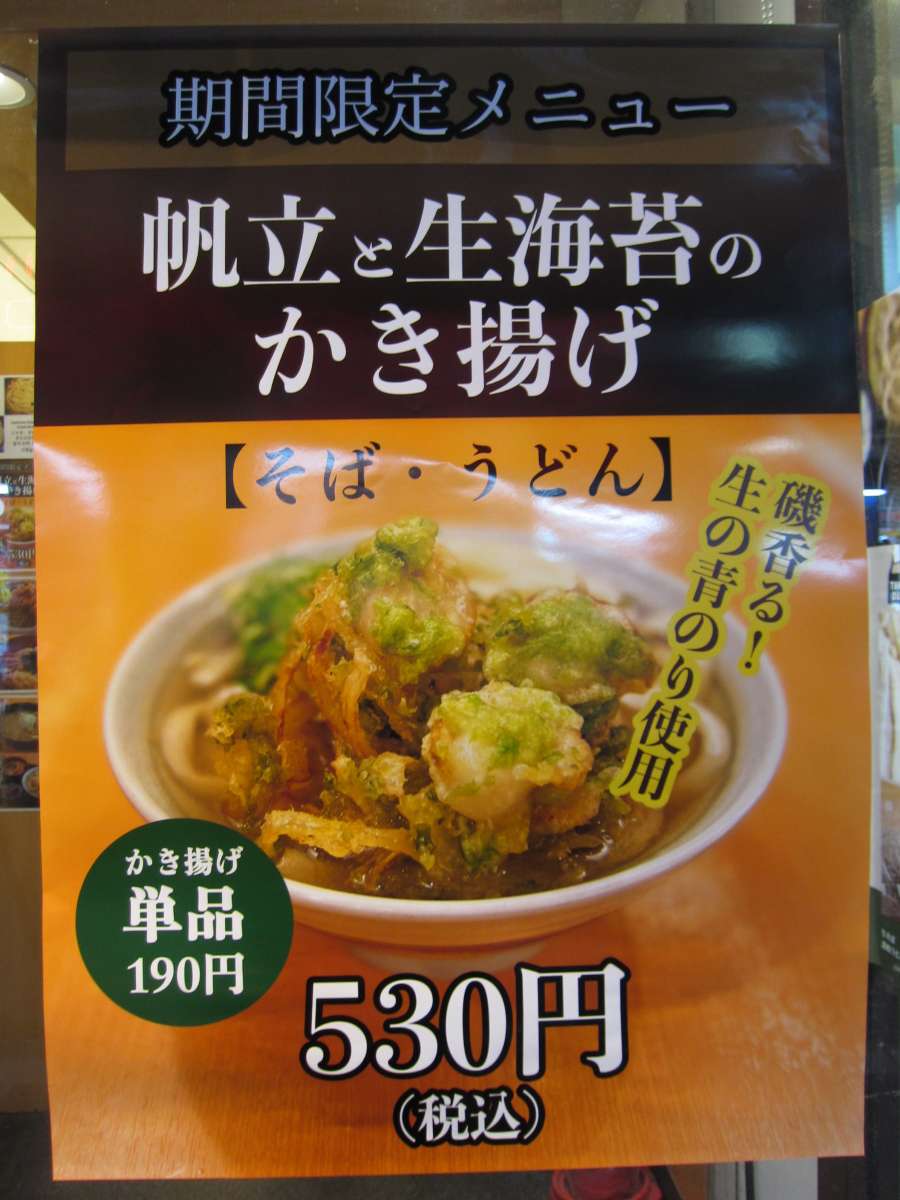 期間限定メニュー
帆立と生海苔の
かき揚げ
【そば・うどん】
磯香る!
生の青のり使用
かき揚げ
単品
190円
530円
(税込)